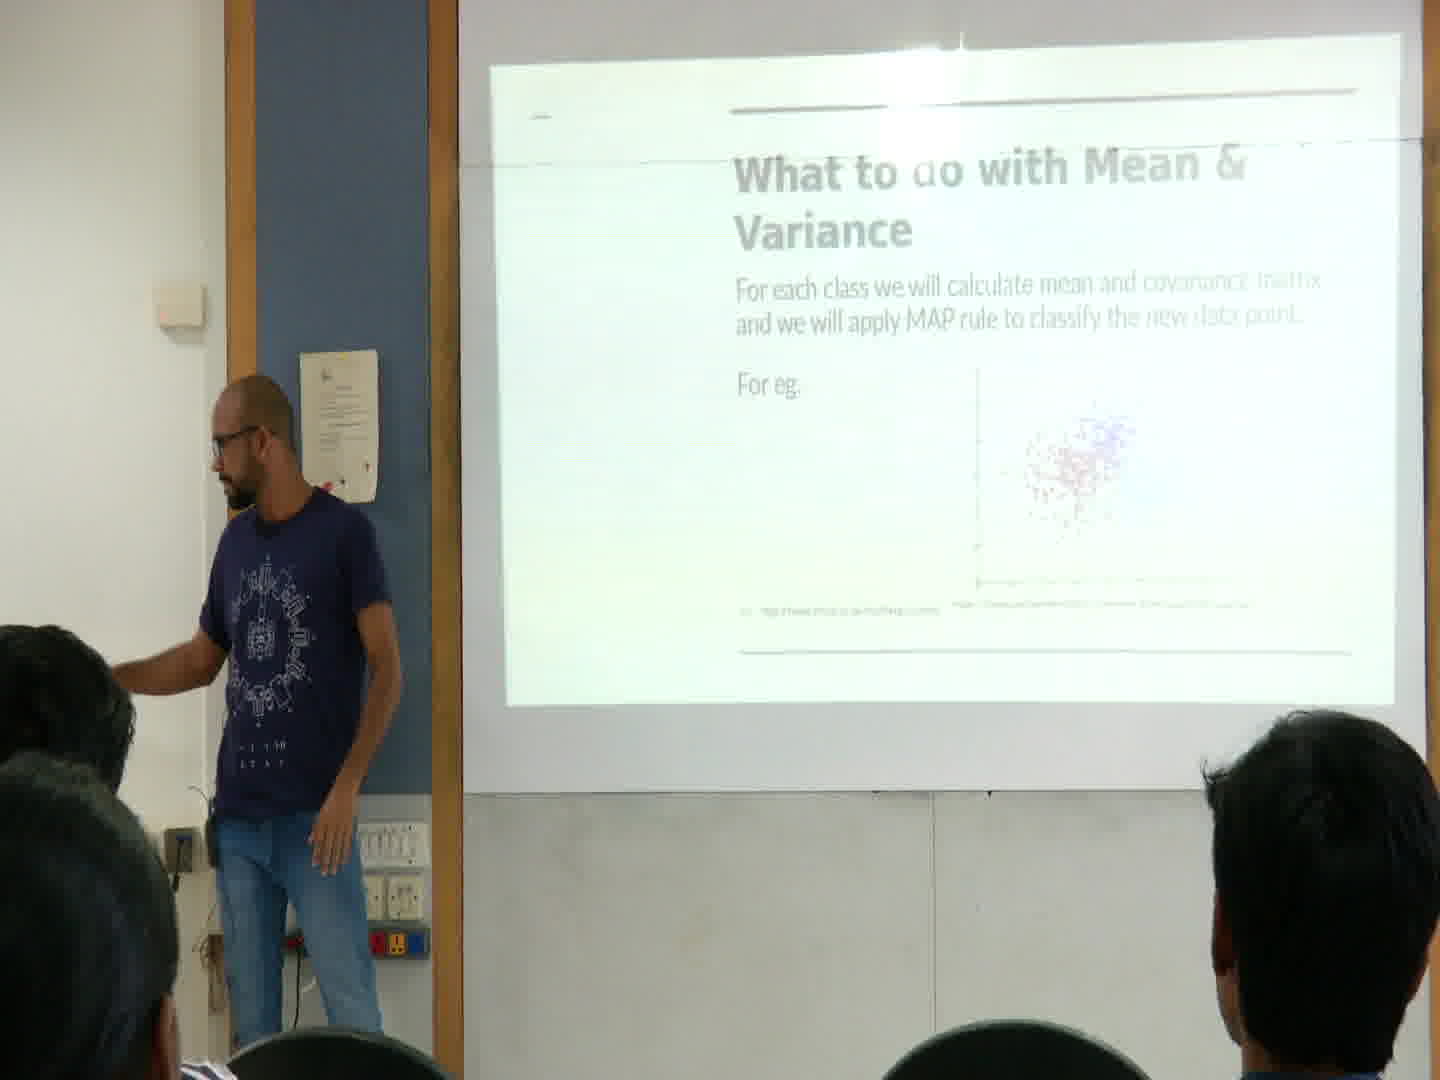 What to do with Mean &
Variance
For each class we will calculate mean and covariance matrix
and we will apply MAP rule to classify the new data point.
For eg.